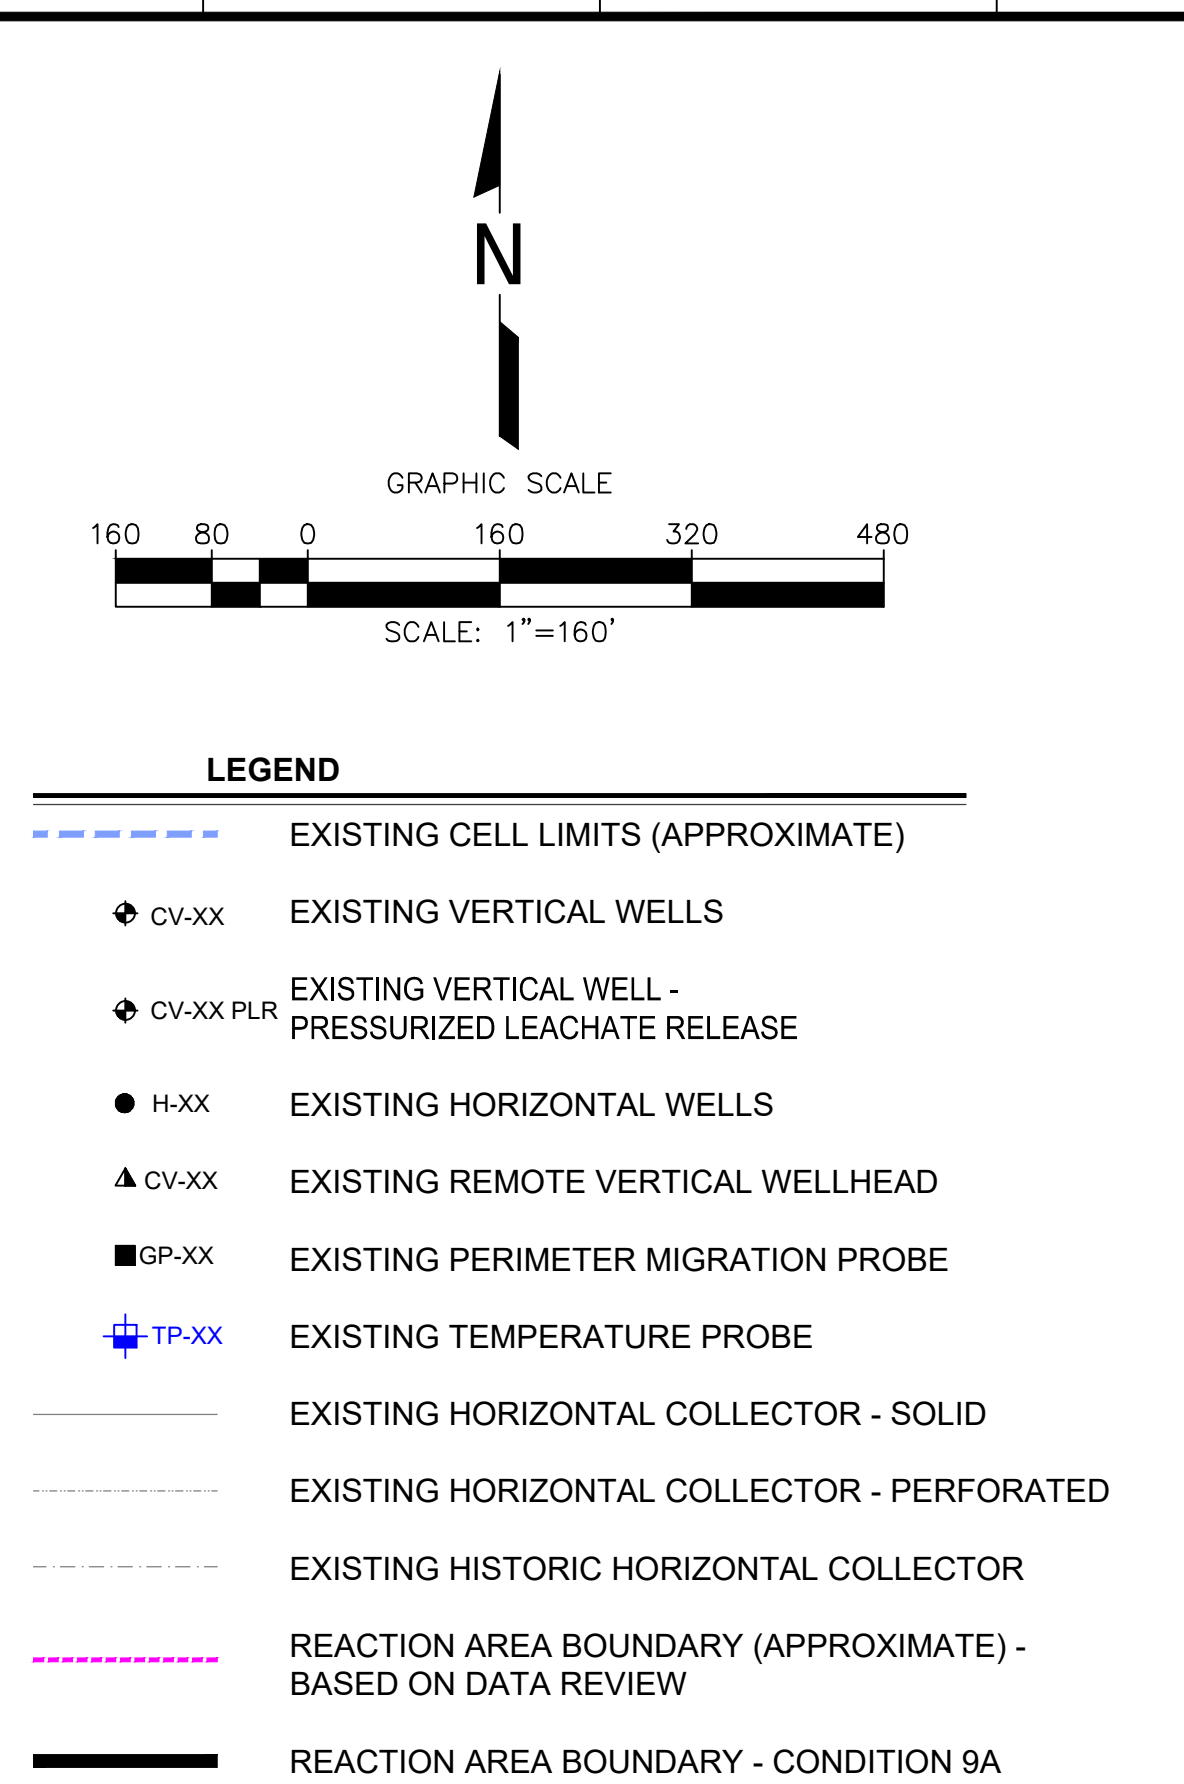 N
GRAPHIC SCALE
160 80 0 160 320 480
SCALE: 1"=160'
LEGEND
EXISTING CELL LIMITS (APPROXIMATE)
CV-XX EXISTING VERTICAL WELLS
CV-XX PLR EXISTING VERTICAL WELL -
PRESSURIZED LEACHATE RELEASE
H-XX EXISTING HORIZONTAL WELLS
CV-XX EXISTING REMOTE VERTICAL WELLHEAD
GP-XX EXISTING PERIMETER MIGRATION PROBE
TP-XX EXISTING TEMPERATURE PROBE
EXISTING HORIZONTAL COLLECTOR - SOLID
EXISTING HORIZONTAL COLLECTOR - PERFORATED
EXISTING HISTORIC HORIZONTAL COLLECTOR
REACTION AREA BOUNDARY (APPROXIMATE) -
BASED ON DATA REVIEW
REACTION AREA BOUNDARY - CONDITION 9A